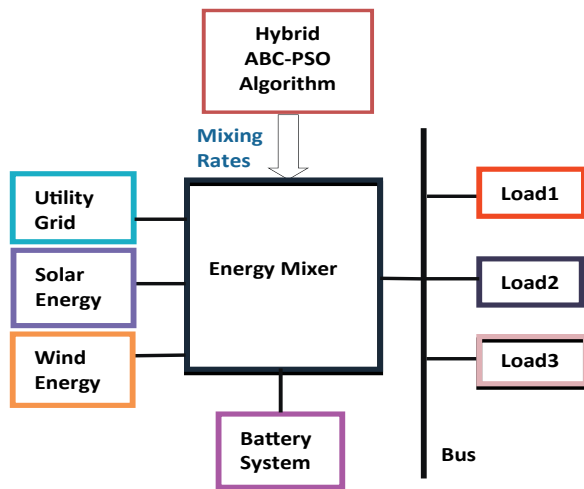 Hybrid
ABC-PSO
Algorithm
Mixing
Rates
Utility
Grid
Solar
Energy
Wind
Energy
Energy Mixer
Battery
System
Load1
Load2
Load3
Bus